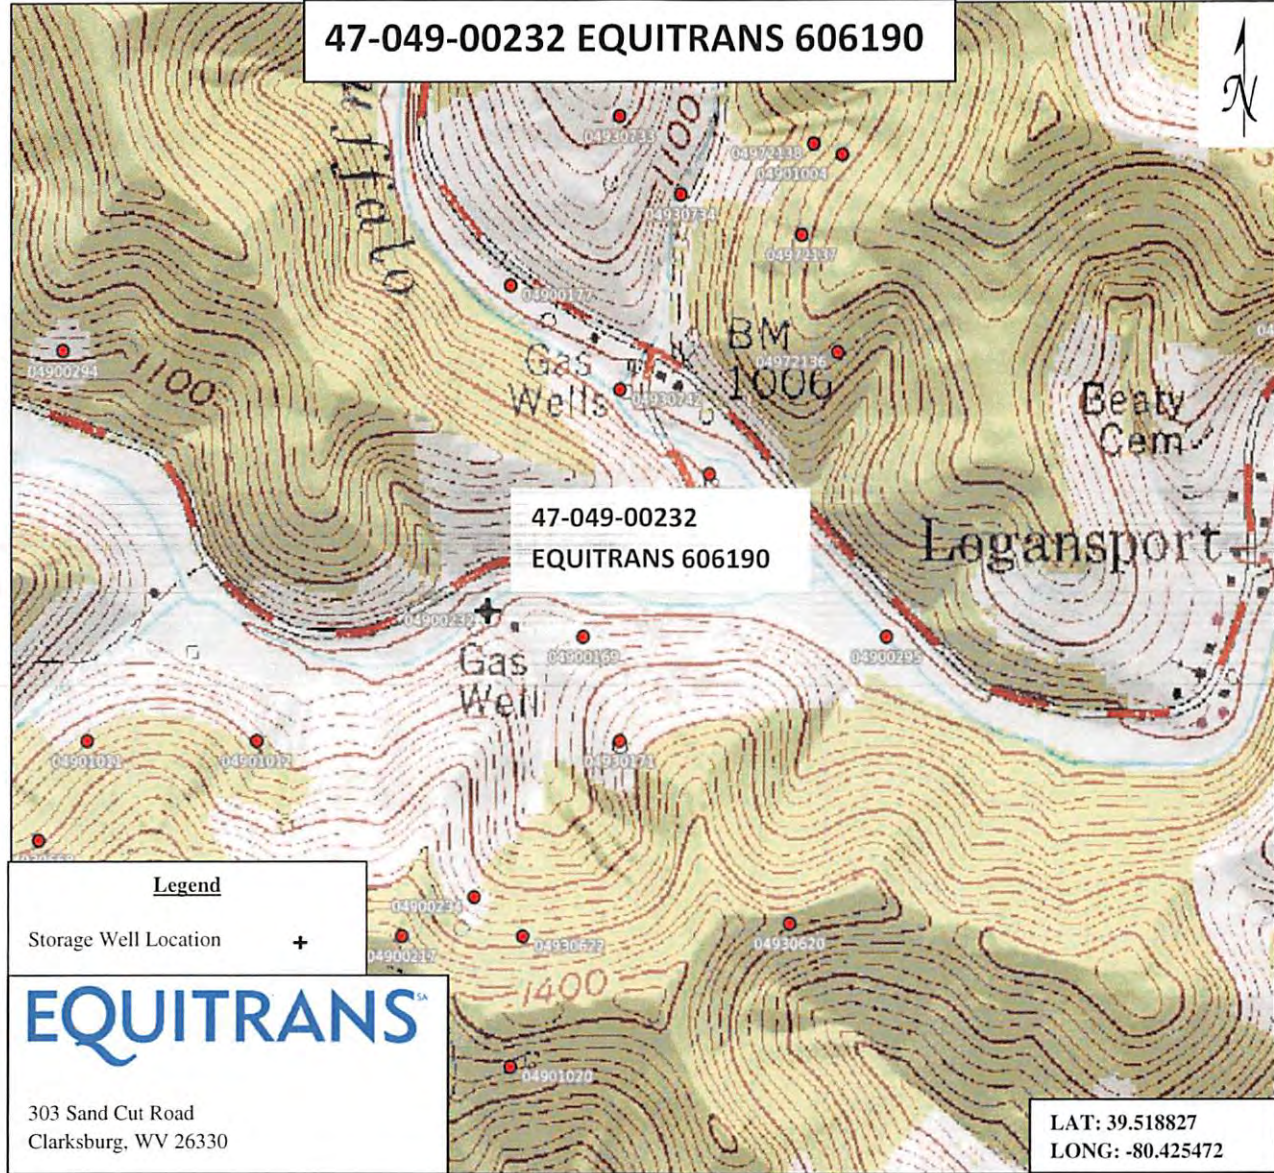 47-049-00232 EQUITRANS 606190
N
04930733
1100
04972138
04901004
04930734
04972137
04900177
BM
1006
04972136
04900294
1100
Gas
Wells
04930742
Beaty
Cem
47-049-00232
EQUITRANS 606190
Logansport
04900232
04900169
04900295
Gas
Well
04901011
04901012
04930171
Legend
Storage Well Location +
04900234
04900217
04930622
04930620
1400
EQUITRANS
04901020
303 Sand Cut Road
Clarksburg, WV 26330
LAT: 39.518827
LONG: -80.425472